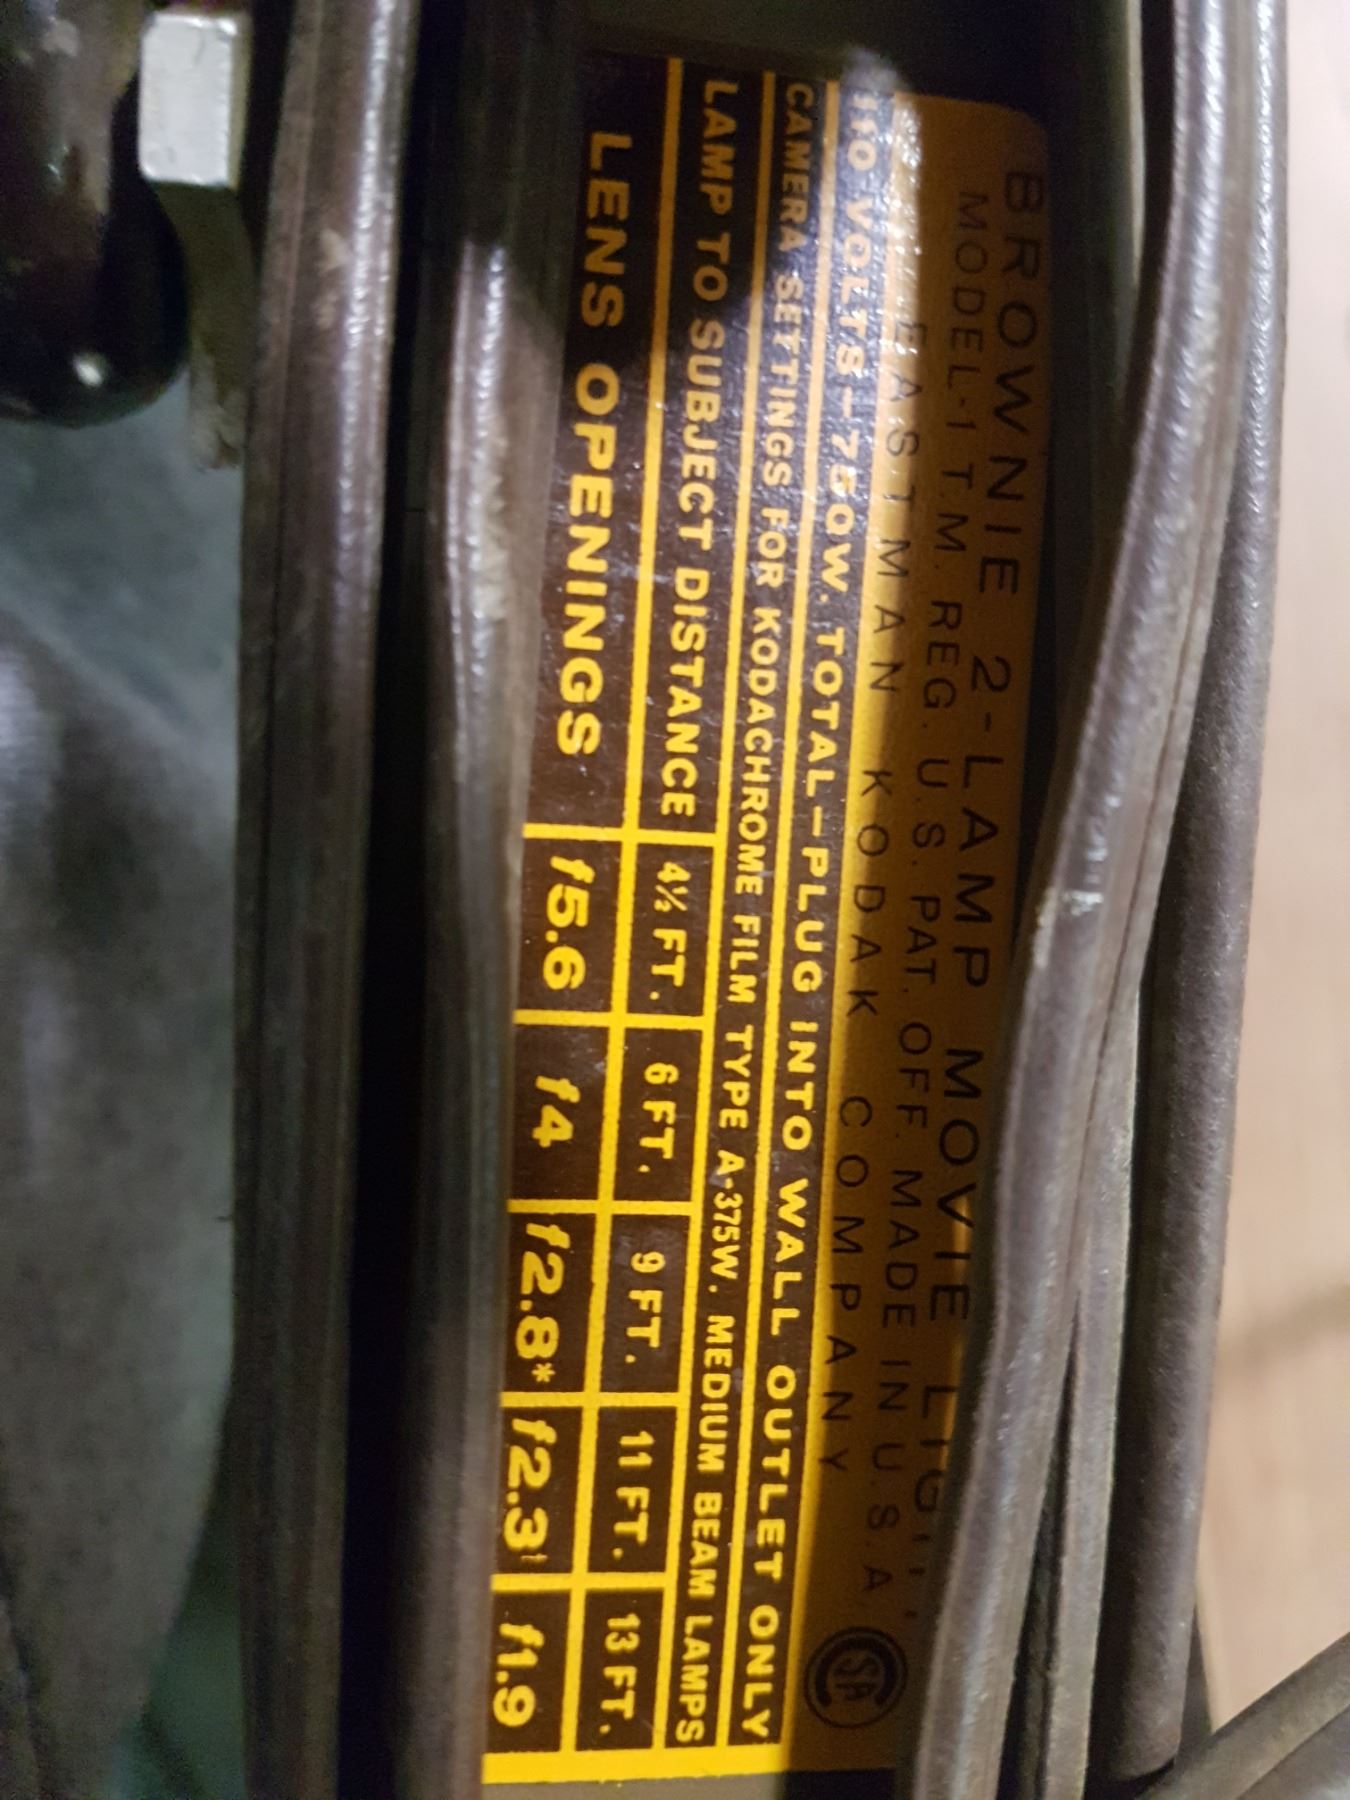 BROWNIE 2-LAMP MOVIE
MODEL-1 T.M. REG. U.S. PAT. OFF. MADE IN U.S.A.
EASTMAN KODAK COMPANY
110 VOLTS-750W. TOTAL-PLUG INTO WALL OUTLET ONLY
CAMERA SETTINGS FOR KODACHROME FILM TYPE A-375W. MEDIUM BEAM LAMPS
LAMP TO SUBJECT DISTANCE 4½ FT. 6 FT. 9 FT. 11 FT. 13 FT.
LENS OPENINGS f5.6 f4 f2.8* f2.3 f1.9